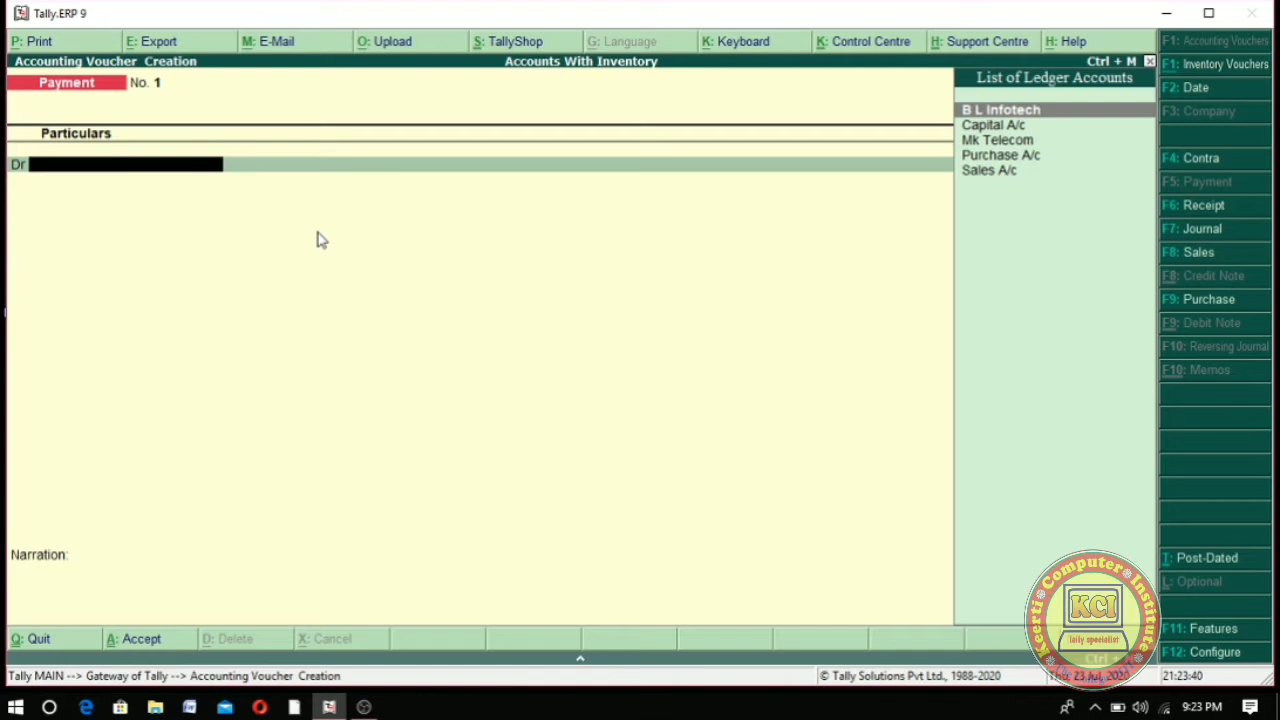 Tally.ERP 9
P: Print
E: Export
M: E-Mail
O: Upload
S: TallyShop
G: Language
K: Keyboard
K: Control Centre
H: Support Centre
H: Help
F1: Accounting Vouchers
Accounting Voucher Creation
Accounts With Inventory
Ctrl + M
F1: Inventory Vouchers
Payment
No. 1
List of Ledger Accounts
F2: Date
B L Infotech
F3: Company
Capital A/c
Particulars
Mk Telecom
Purchase A/c
F4: Contra
Dr
Sales A/c
F5: Payment
F6: Receipt
F7: Journal
F8: Sales
F8: Credit Note
F9: Purchase
F9: Debit Note
F10: Reversing Journal
F10: Memos
Narration:
T: Post-Dated
L: Optional
Keerti Computer Institute
KCI
Tally specialist
F11: Features
Q: Quit
A: Accept
D: Delete
X: Cancel
F12: Configure
Ctrl +
Tally MAIN --> Gateway of Tally --> Accounting Voucher Creation
© Tally Solutions Pvt Ltd., 1988-2020
Thu, 23 Jul, 2020
21:23:40
9:23 PM